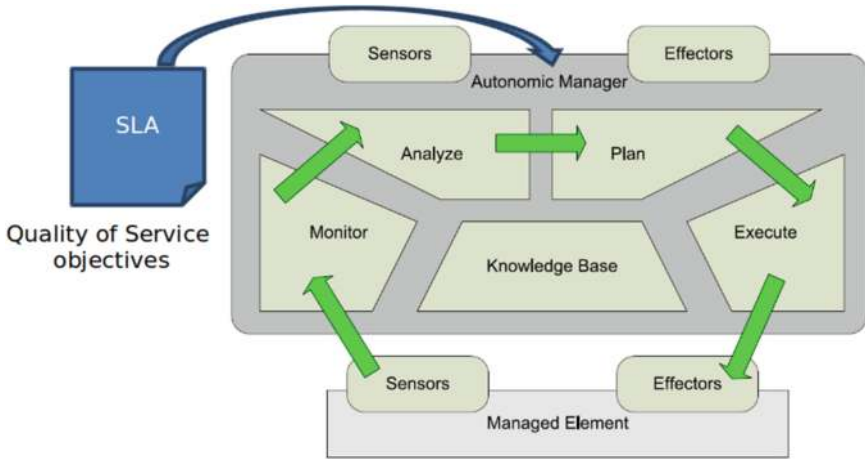 Sensors
Effectors
Autonomic Manager
SLA
Analyze
Plan
Quality of Service
objectives
Monitor
Execute
Knowledge Base
Sensors
Effectors
Managed Element